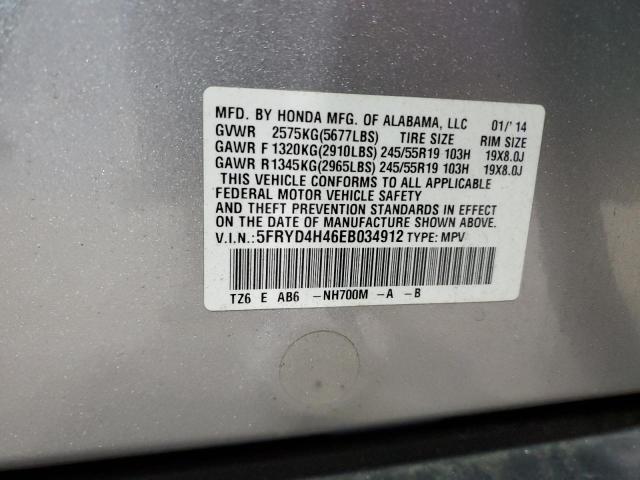 MFD. BY HONDA MFG. OF ALABAMA, LLC 01/'14
GVWR 2575KG(5677LBS) TIRE SIZE RIM SIZE
GAWR F 1320KG(2910LBS) 245/55R19 103H 19X8.0J
GAWR R1345KG(2965LBS) 245/55R19 103H 19X8.0J
THIS VEHICLE CONFORMS TO ALL APPLICABLE
FEDERAL MOTOR VEHICLE SAFETY
AND THEFT PREVENTION STANDARDS IN EFFECT
ON THE DATE OF MANUFACTURE SHOWN ABOVE.
V.I.N.:5FRYD4H46EB034912 TYPE: MPV
TZ6 E AB6 -NH700M -A -B